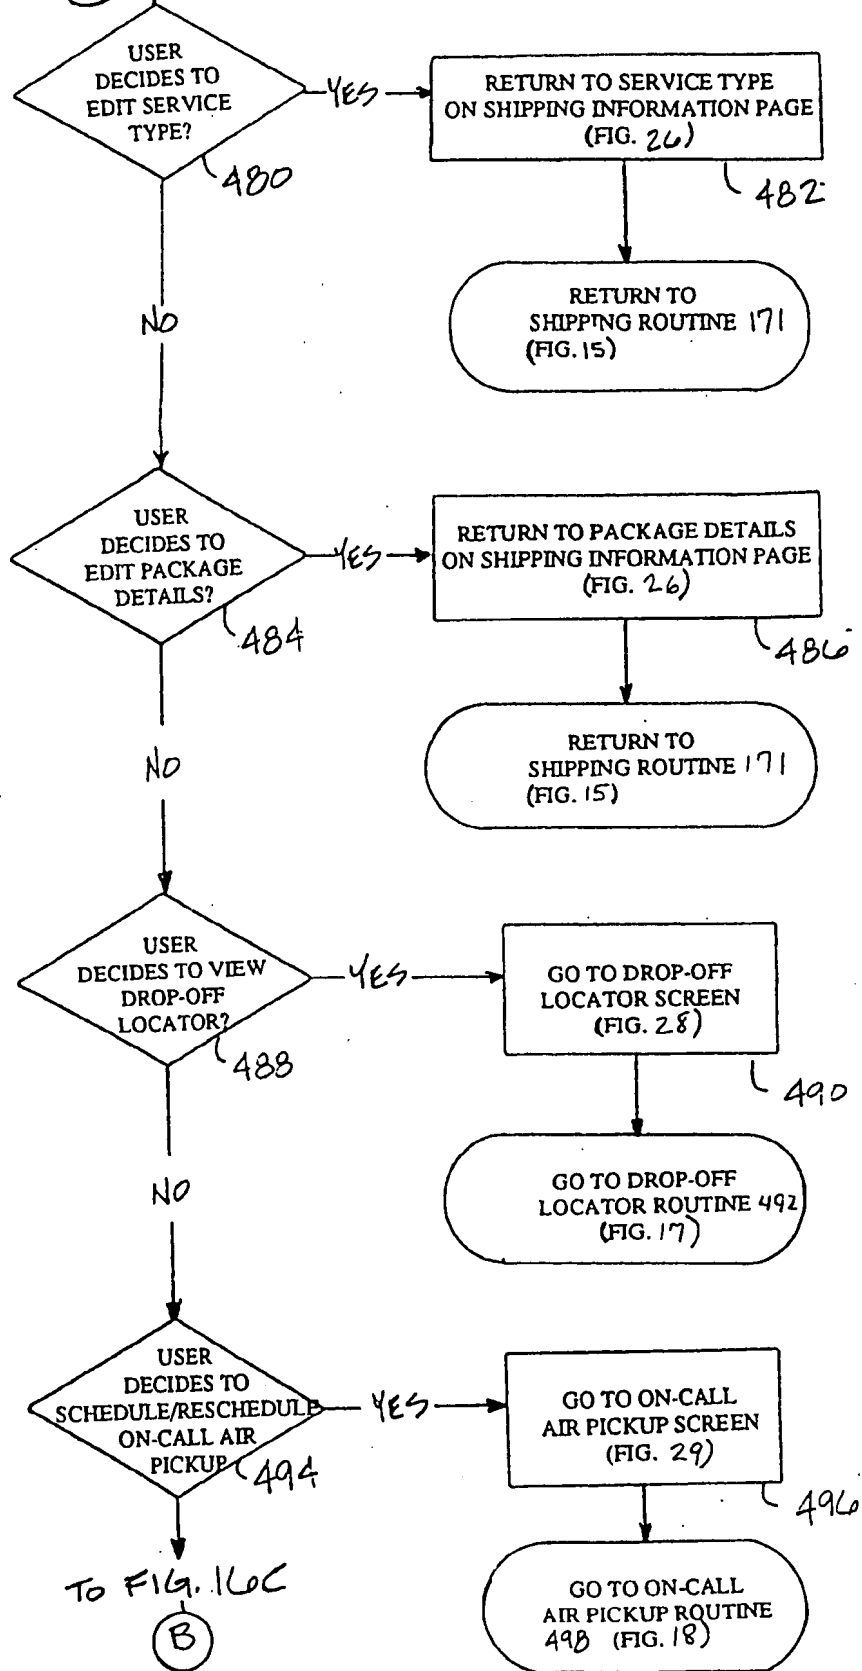 USER
DECIDES TO
EDIT SERVICE
TYPE?
YES
RETURN TO SERVICE TYPE
ON SHIPPING INFORMATION PAGE
(FIG. 26)
480
482
NO
RETURN TO
SHIPPING ROUTINE 171
(FIG. 15)
USER
DECIDES TO
EDIT PACKAGE
DETAILS?
YES
RETURN TO PACKAGE DETAILS
ON SHIPPING INFORMATION PAGE
(FIG. 26)
484
486
NO
RETURN TO
SHIPPING ROUTINE 171
(FIG. 15)
USER
DECIDES TO VIEW
DROP-OFF
LOCATOR?
YES
GO TO DROP-OFF
LOCATOR SCREEN
(FIG. 28)
488
490
NO
GO TO DROP-OFF
LOCATOR ROUTINE 492
(FIG. 17)
USER
DECIDES TO
SCHEDULE/RESCHEDULE
ON-CALL AIR
PICKUP
YES
GO TO ON-CALL
AIR PICKUP SCREEN
(FIG. 29)
494
496
TO FIG. 16C
B
GO TO ON-CALL
AIR PICKUP ROUTINE
498 (FIG. 18)